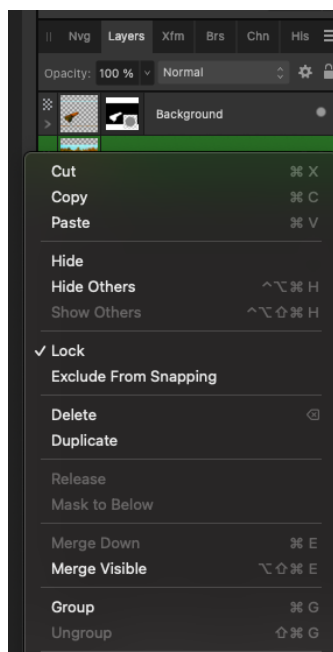 Nvg Layers Xfm Brs Chn His
Opacity: 100 % Normal
Background
Cut ⌘ X
Copy ⌘ C
Paste ⌘ V
Hide
Hide Others ^⌥⌘ H
Show Others ^⌥⇧⌘ H
✓ Lock
Exclude From Snapping
Delete ⌫
Duplicate
Release
Mask to Below
Merge Down ⌘ E
Merge Visible ⌥⇧⌘ E
Group ⌘ G
Ungroup ⇧⌘ G